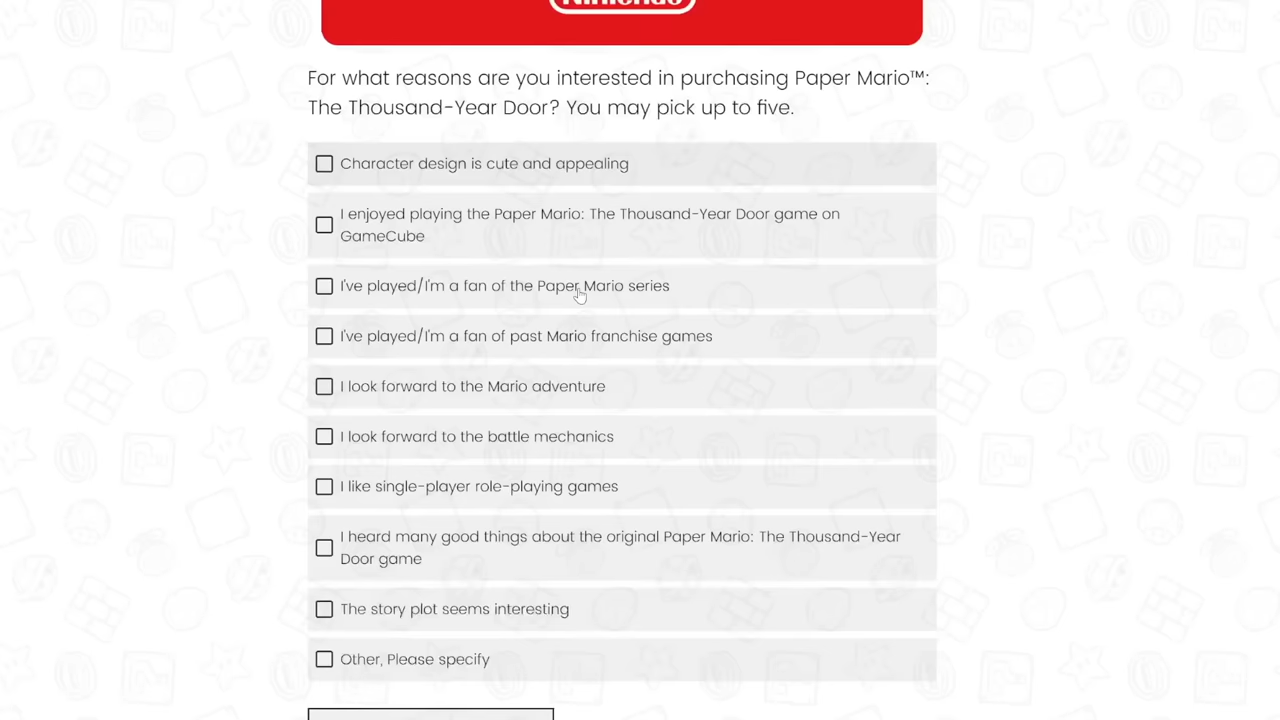 Nintendo
For what reasons are you interested in purchasing Paper Mario™:
The Thousand-Year Door? You may pick up to five.
Character design is cute and appealing
I enjoyed playing the Paper Mario: The Thousand-Year Door game on
GameCube
I've played/I'm a fan of the Paper Mario series
I've played/I'm a fan of past Mario franchise games
I look forward to the Mario adventure
I look forward to the battle mechanics
I like single-player role-playing games
I heard many good things about the original Paper Mario: The Thousand-Year
Door game
The story plot seems interesting
Other, Please specify